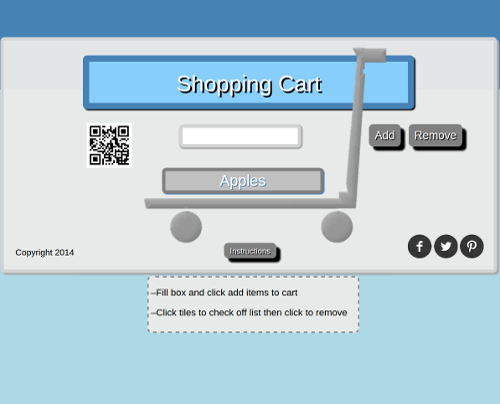 Shopping Cart
Add
Remove
Apples
Instructions
Copyright 2014
–Fill box and click add items to cart
–Click tiles to check off list then click to remove